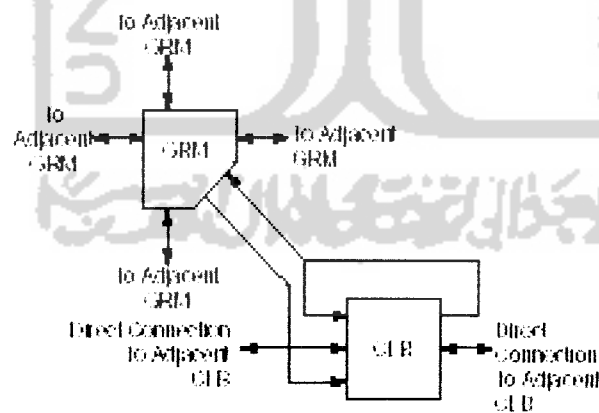 To Adjacent
GRM
To
Adjacent
GRM
GRM
To Adjacent
GRM
To Adjacent
GRM
Direct Connection
To Adjacent
CLB
CLB
Direct
Connection
To Adjacent
CLB